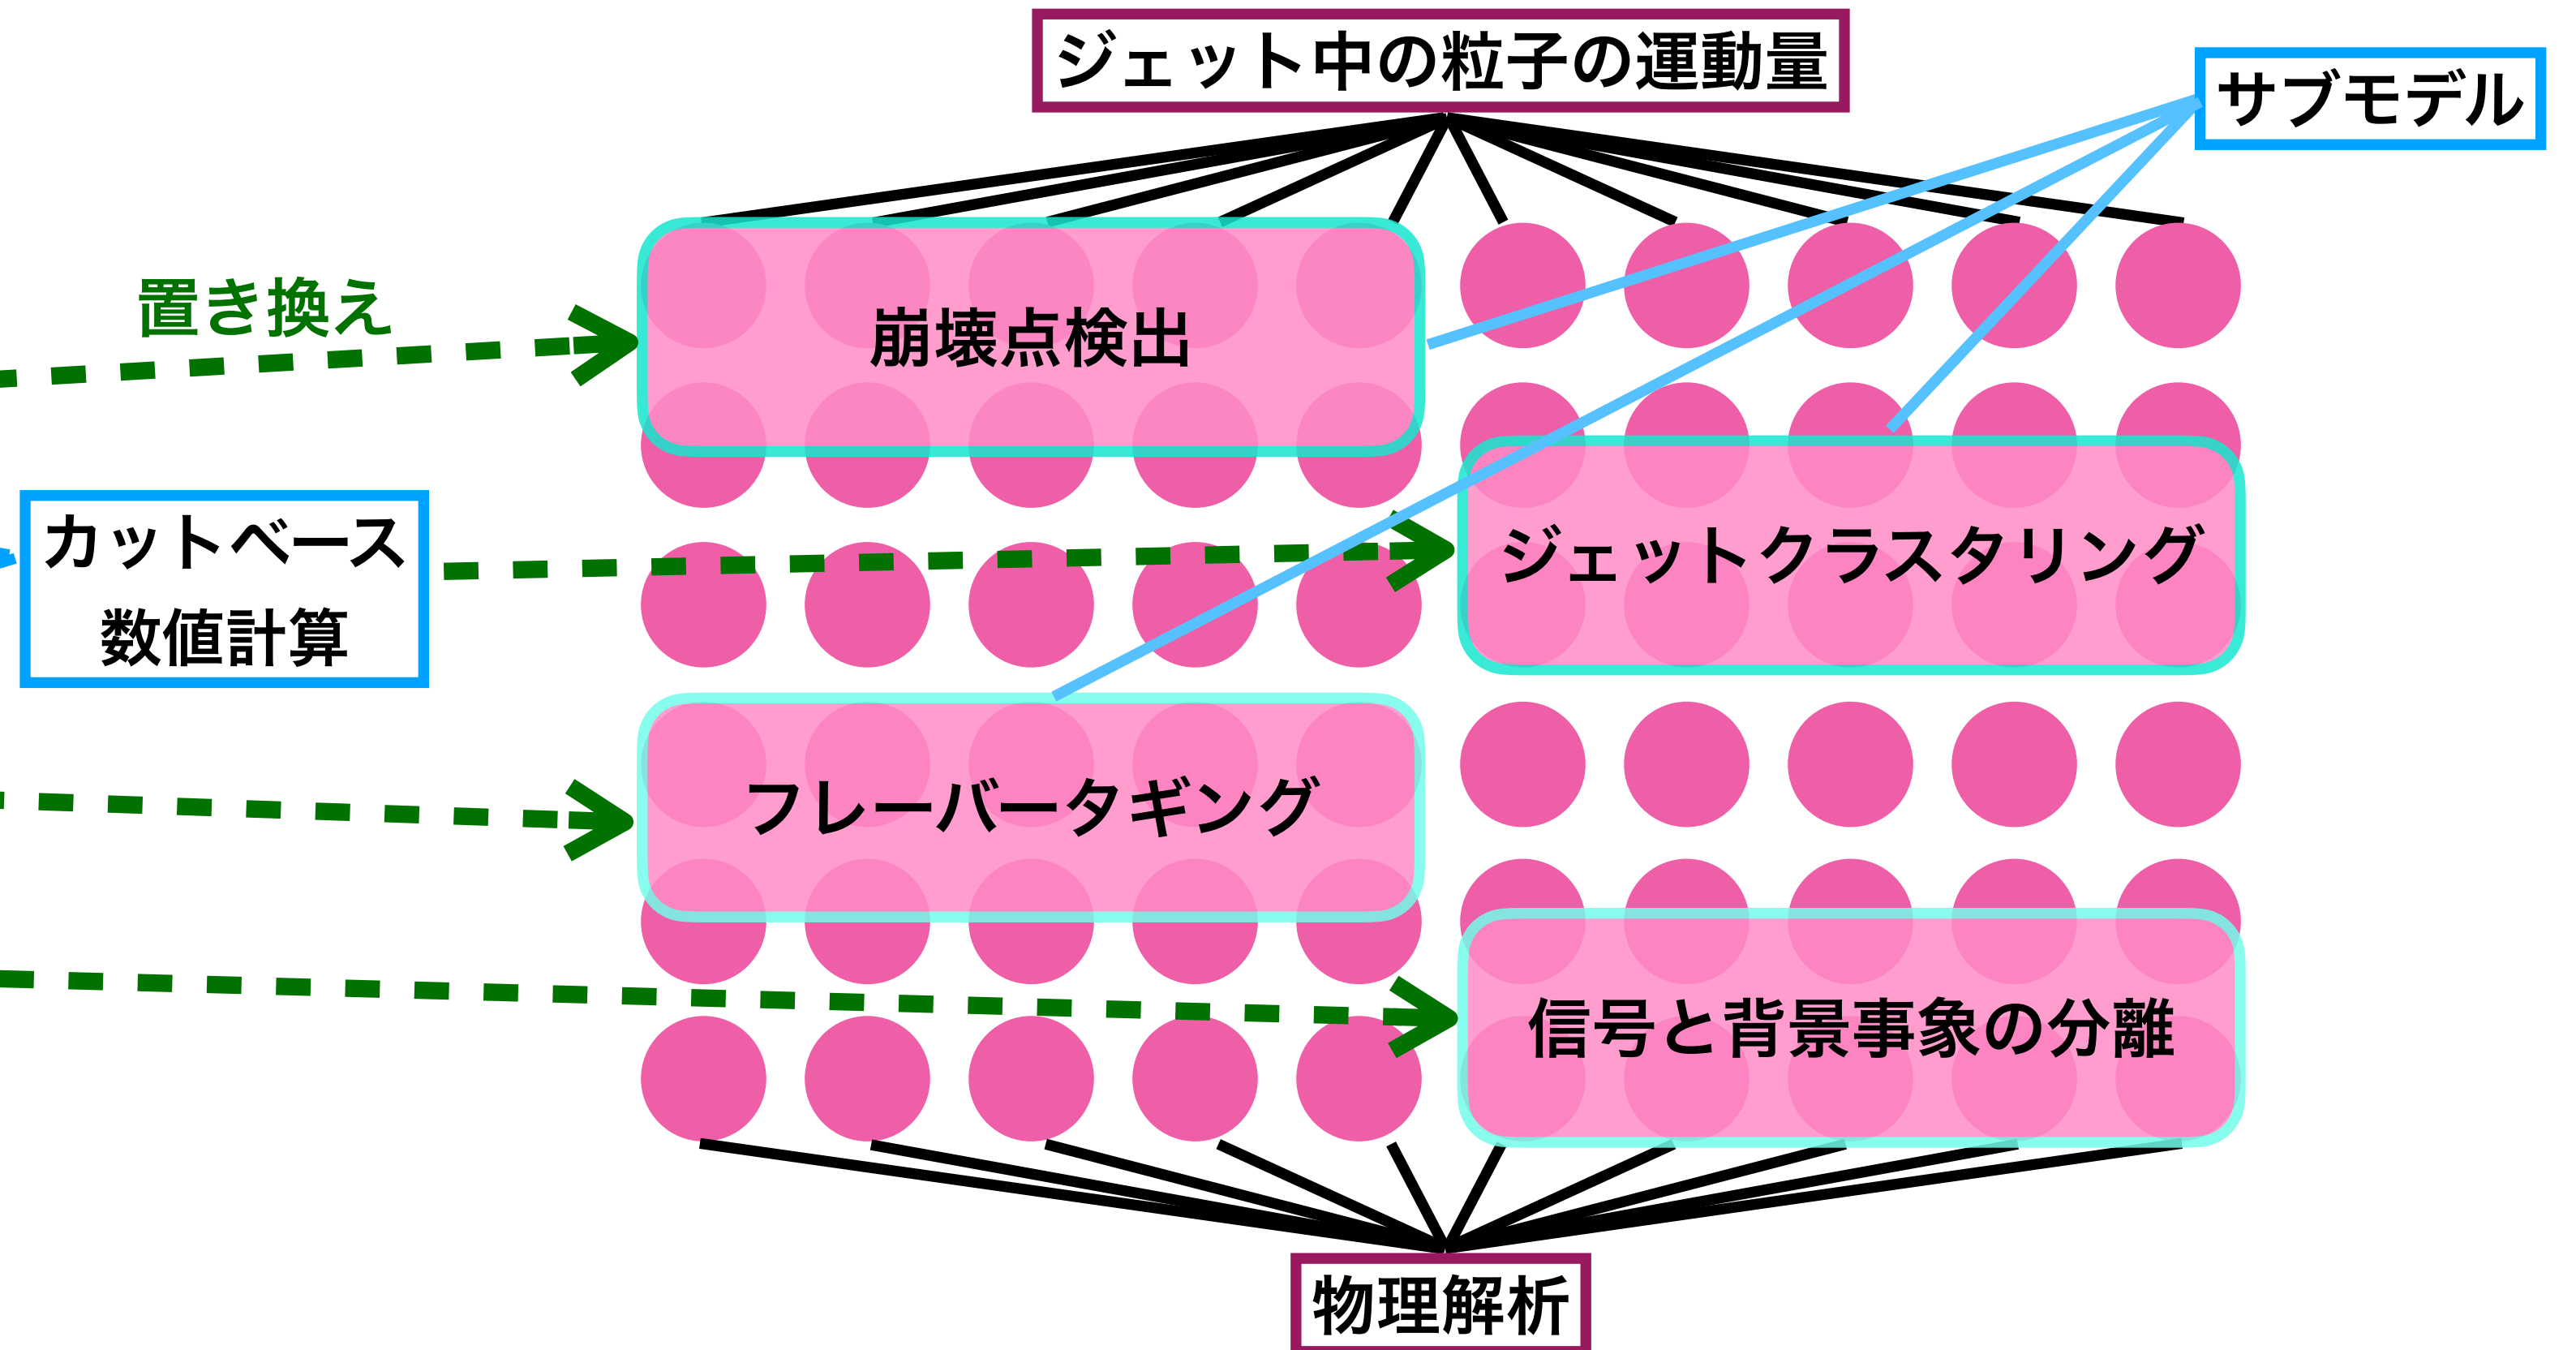 ジェット中の粒子の運動量
サブモデル
置き換え
崩壊点検出
カットベース
数値計算
ジェットクラスタリング
フレーバータギング
信号と背景事象の分離
物理解析